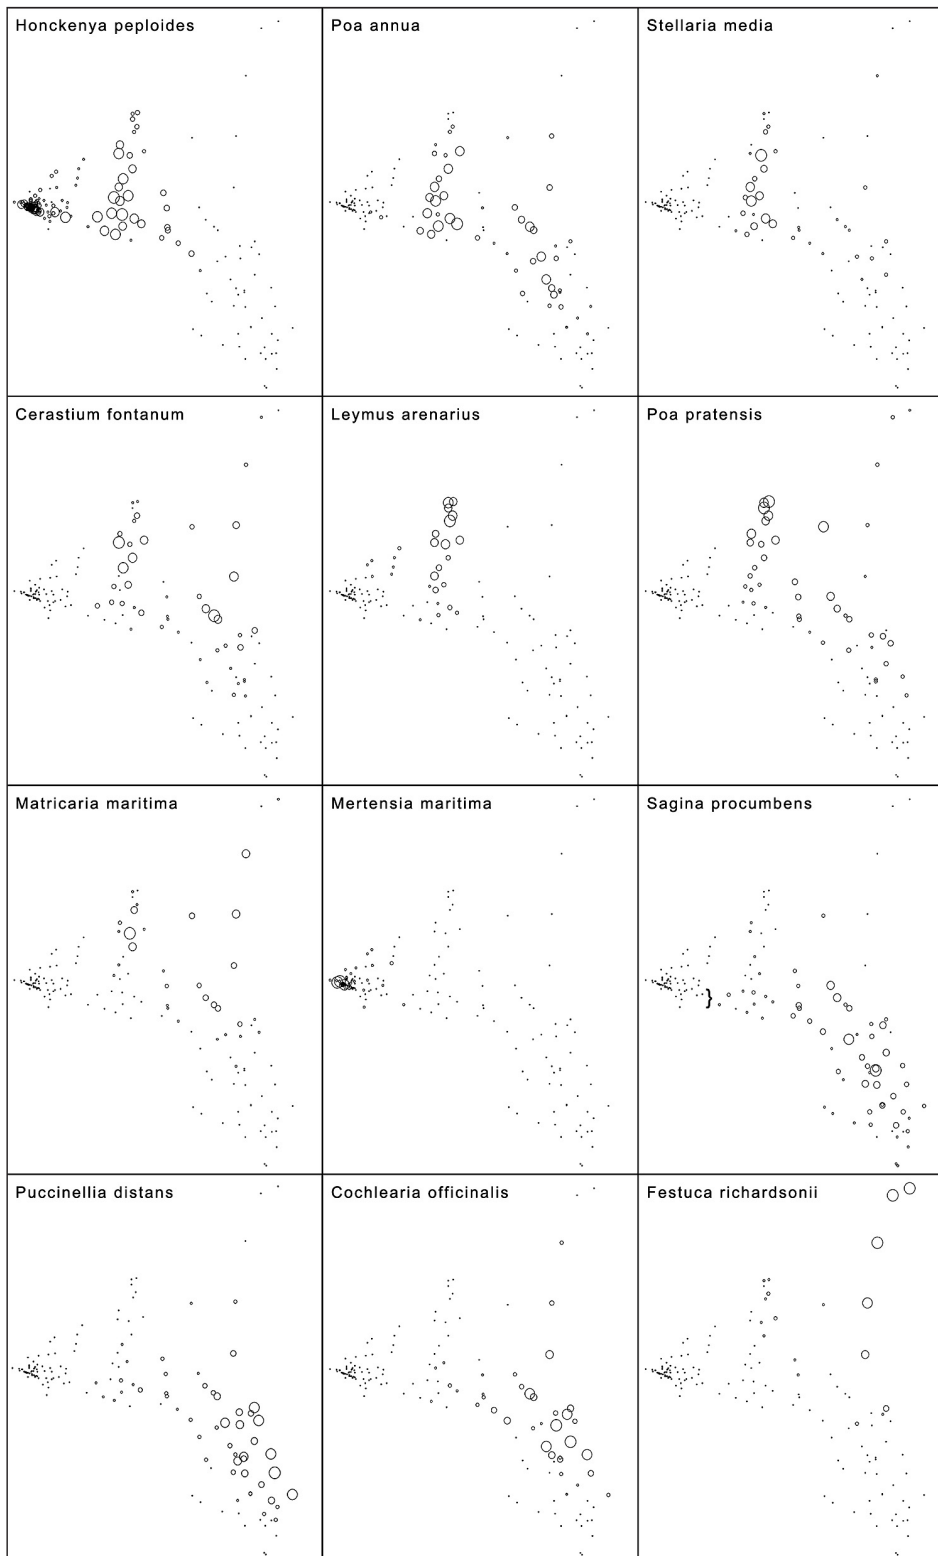 Honckenya peploides
Poa annua
Stellaria media
Cerastium fontanum
Leymus arenarius
Poa pratensis
Matricaria maritima
Mertensia maritima
Sagina procumbens
}
Puccinellia distans
Cochlearia officinalis
Festuca richardsonii